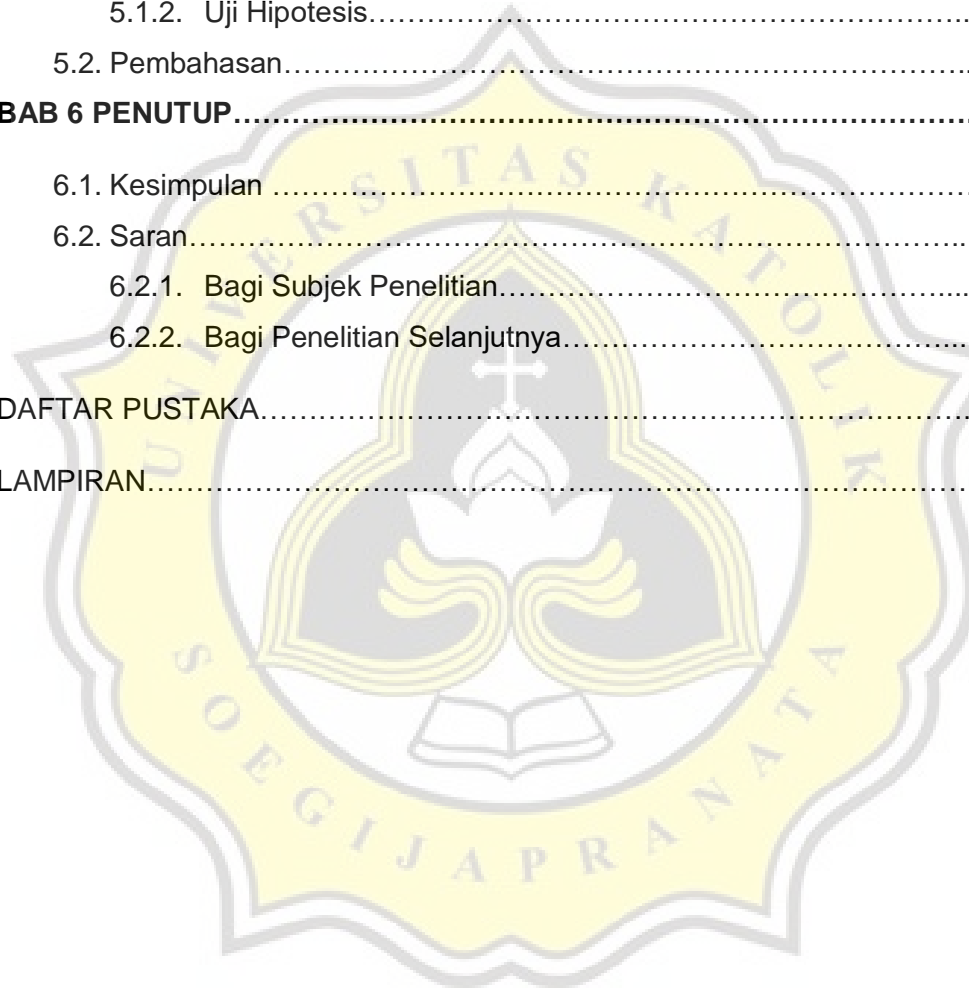 5.1.2. Uji Hipotesis……………………………………………………...
5.2. Pembahasan…………………………………………………………...
BAB 6 PENUTUP……………………………………………………………….
6.1. Kesimpulan …………………………………………………………….
6.2. Saran…………………………………………………………………..
6.2.1. Bagi Subjek Penelitian……………………………………….....
6.2.2. Bagi Penelitian Selanjutnya…………………………………....
DAFTAR PUSTAKA…………………………………………………………….
LAMPIRAN……………………………………………………………………….
UNIVERSITAS KATOLIK
SOEGIJAPRANATA